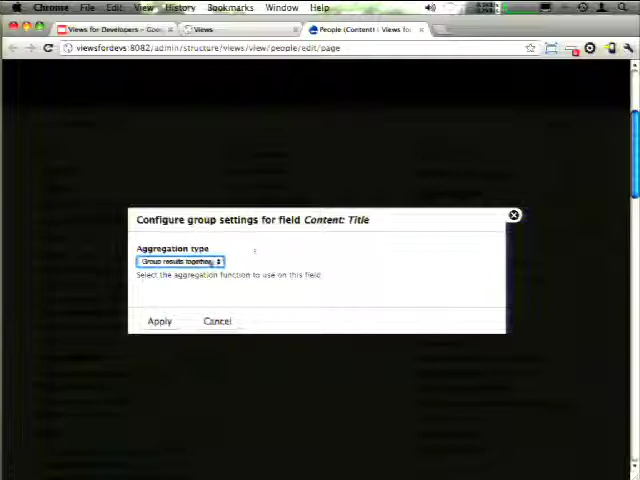 Chrome File Edit View History Bookmarks Window Help
Views for Developers - Goo
Views
People (Content) | Views for
viewsfordevs:8082/admin/structure/views/view/people/edit/page
Configure group settings for field Content: Title
Aggregation type
Group results together
Select the aggregation function to use on this field
Apply Cancel